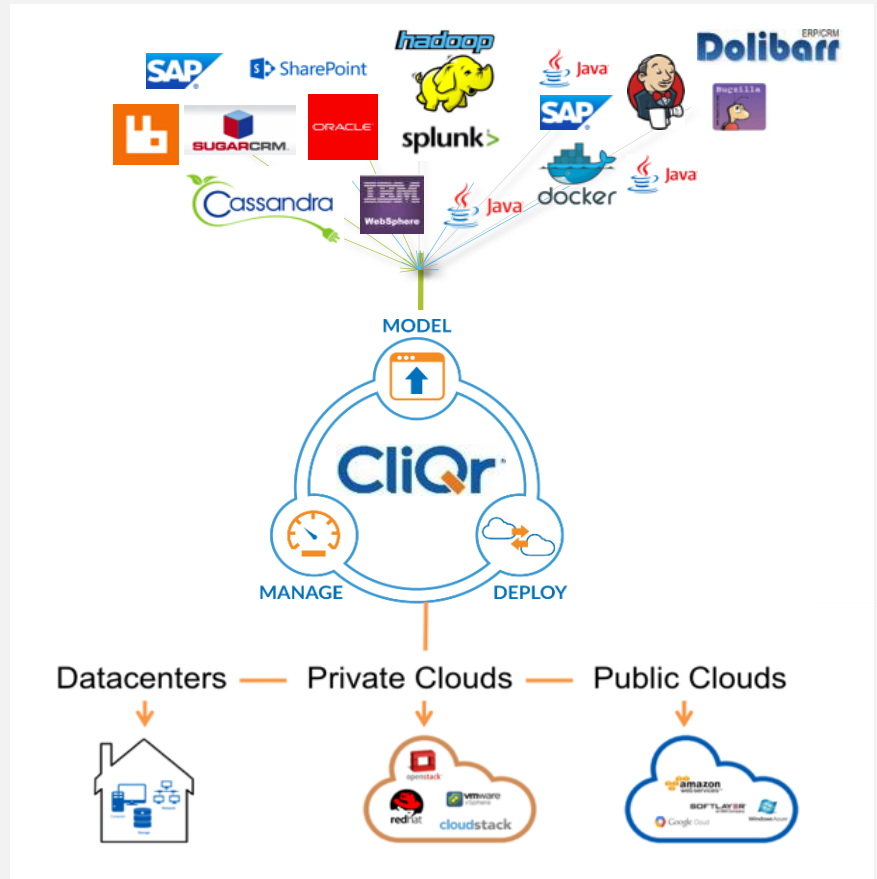 hadoop
ERP/CRM
Dolibarr
SAP
SharePoint
Java
Bugzilla
SUGARCRM.
ORACLE
SAP
splunk>
docker
Java
Cassandra
IBM
WebSphere
Java
MODEL
CliQr
MANAGE
DEPLOY
Datacenters
Private Clouds
Public Clouds
openstack
redhat
vmware
vSphere
cloudstack
amazon
webservices
SOFTLAYER
Google Cloud
Windows Azure